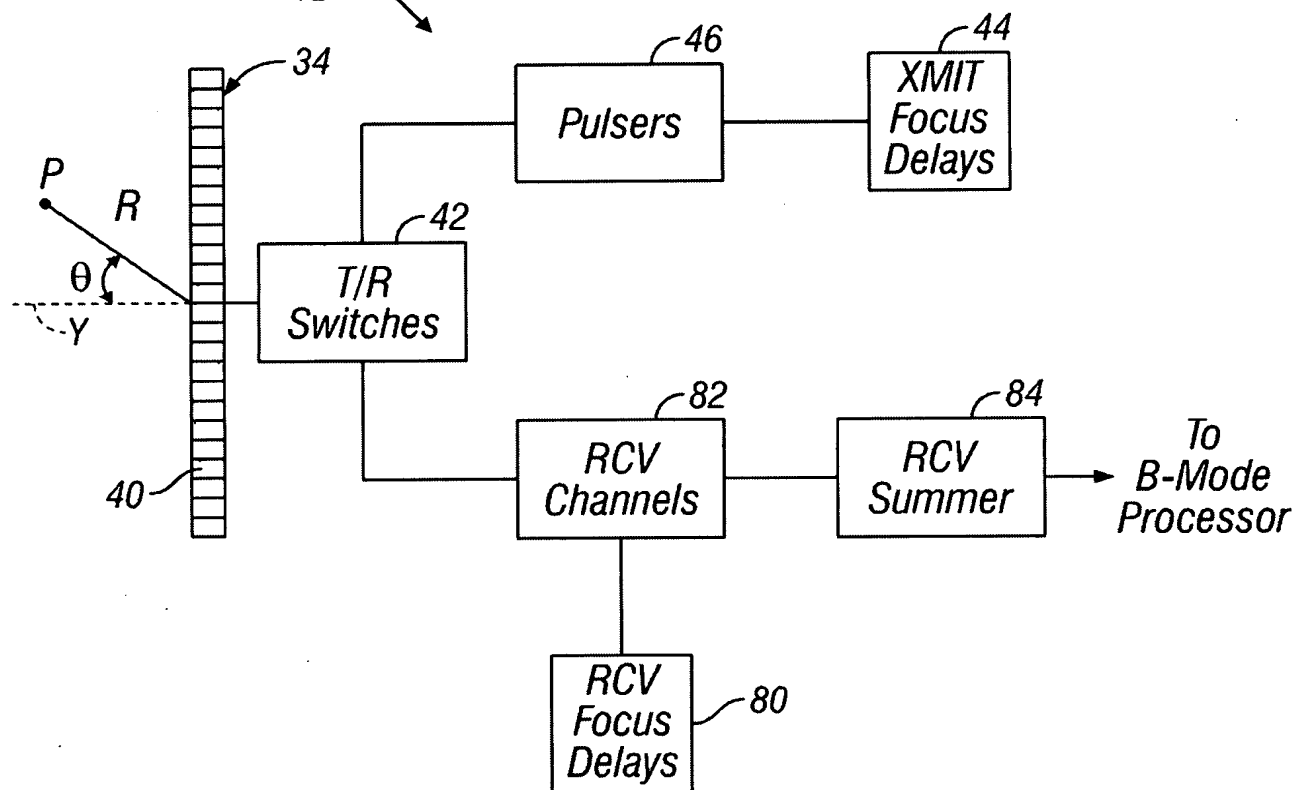 34
46
44
XMIT
Focus
Delays
Pulsers
P
R
θ
Y
42
T/R
Switches
40
82
RCV
Channels
84
RCV
Summer
To
B-Mode
Processor
RCV
Focus
Delays
80